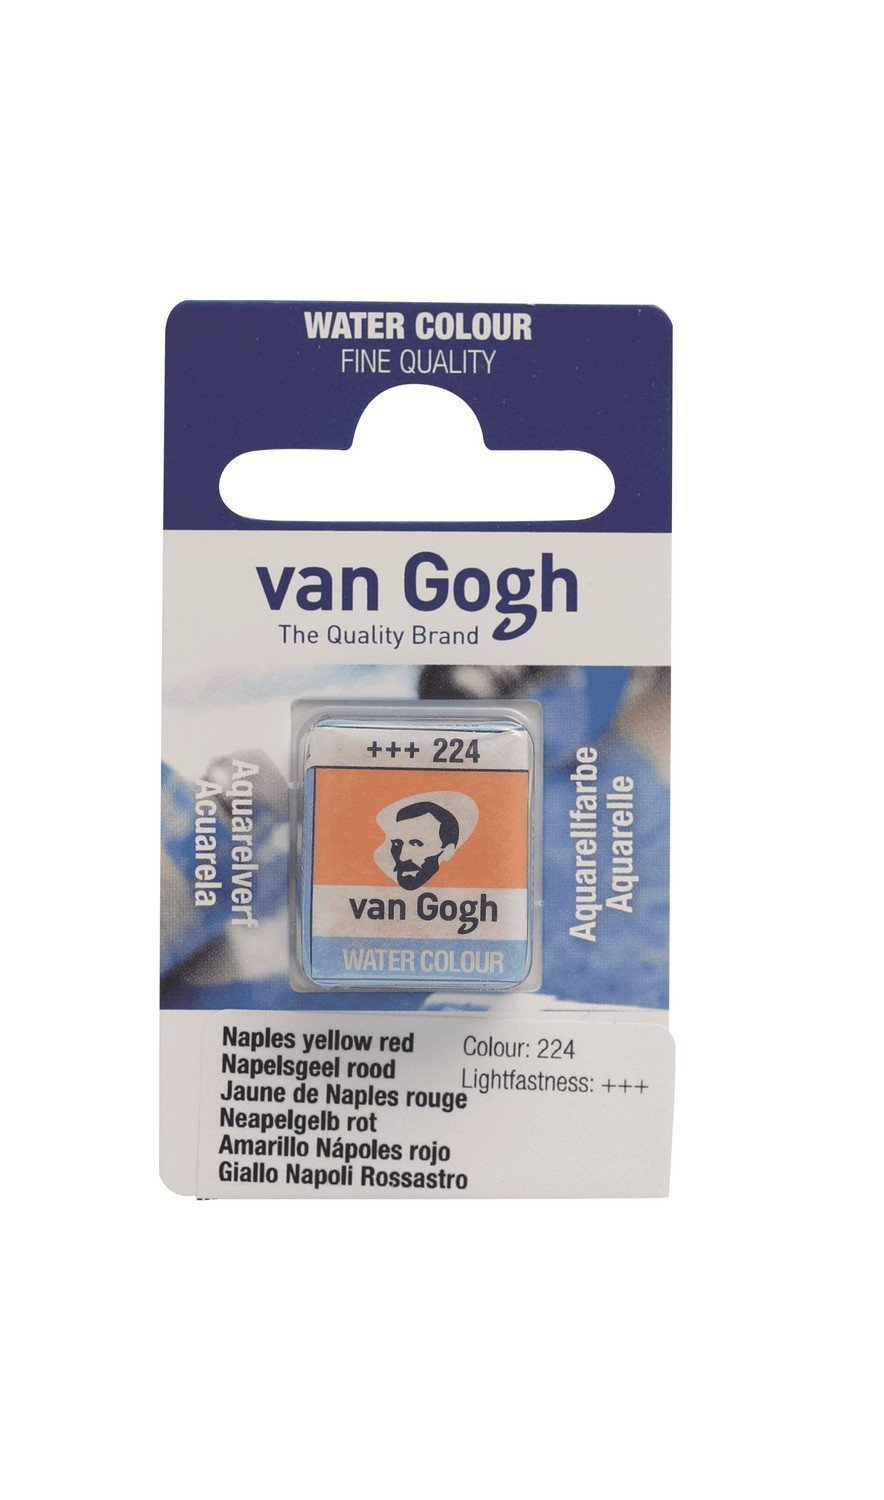 WATER COLOUR
FINE QUALITY
van Gogh
The Quality Brand
+++ 224
van Gogh
WATER COLOUR
Aquarelverf
Acuarela
Aquarellfarbe
Aquarelle
Naples yellow red
Napelsgeel rood
Jaune de Naples rouge
Neapelgelb rot
Amarillo Nápoles rojo
Giallo Napoli Rossastro
Colour: 224
Lightfastness: +++